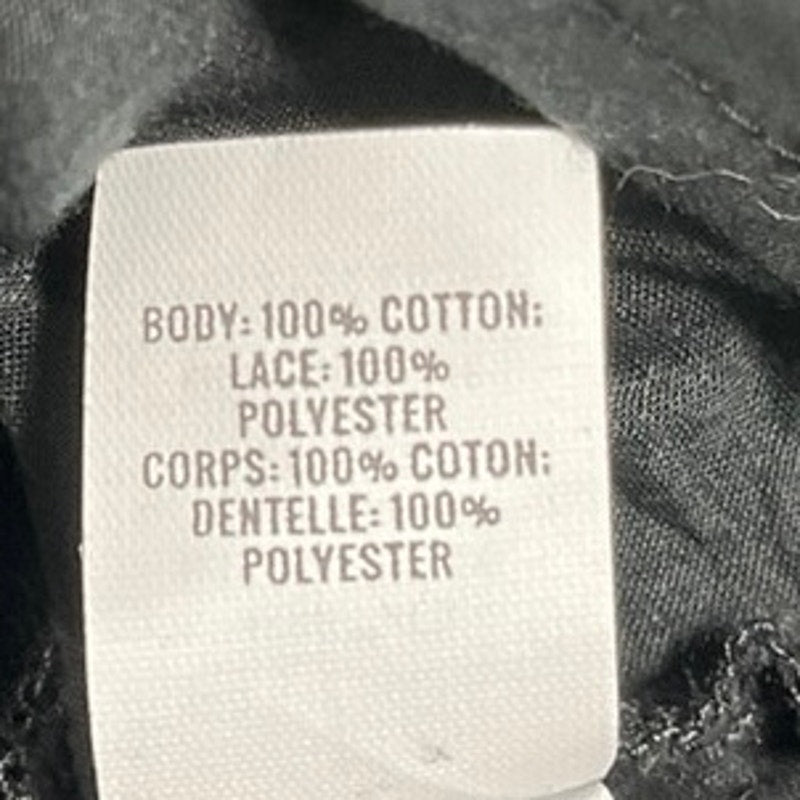 BODY: 100% COTTON;
LACE: 100%
POLYESTER
CORPS: 100% COTON;
DENTELLE: 100%
POLYESTER